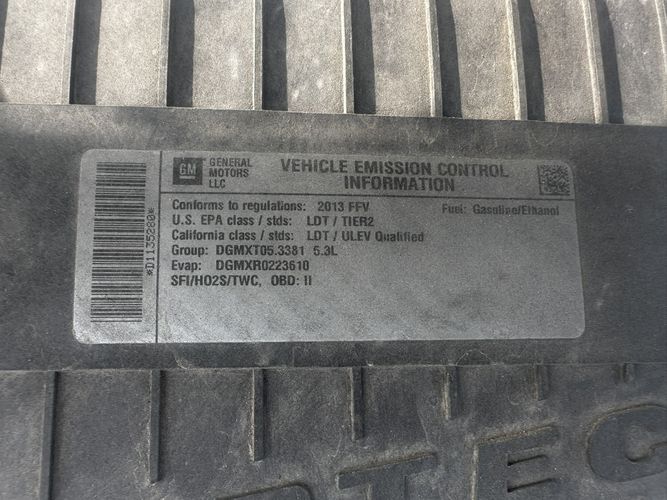 GM
GENERAL
MOTORS
LLC
VEHICLE EMISSION CONTROL
INFORMATION
Conforms to regulations: 2013 FFV Fuel: Gasoline/Ethanol
U.S. EPA class / stds: LDT / TIER2
California class / stds: LDT / ULEV Qualified
Group: DGMXT05.3381 5.3L
Evap: DGMXR0223610
SFI/HO2S/TWC, OBD: II
*D1135280*
RTEC